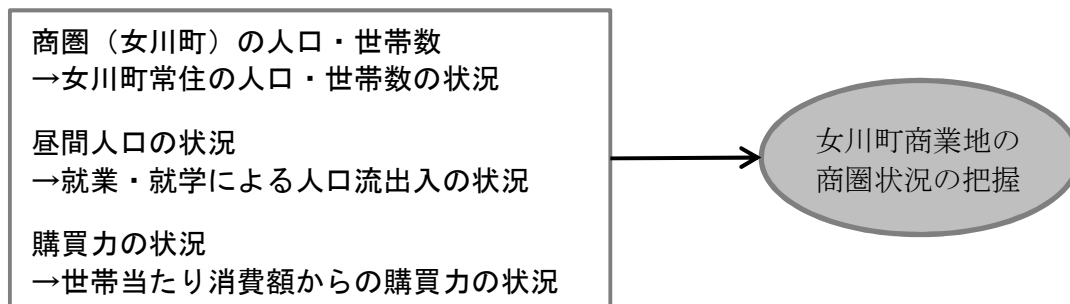 商圏（女川町）の人口・世帯数
→女川町常住の人口・世帯数の状況
昼間人口の状況
→就業・就学による人口流出入の状況
購買力の状況
→世帯当たり消費額からの購買力の状況
女川町商業地の
商圏状況の把握